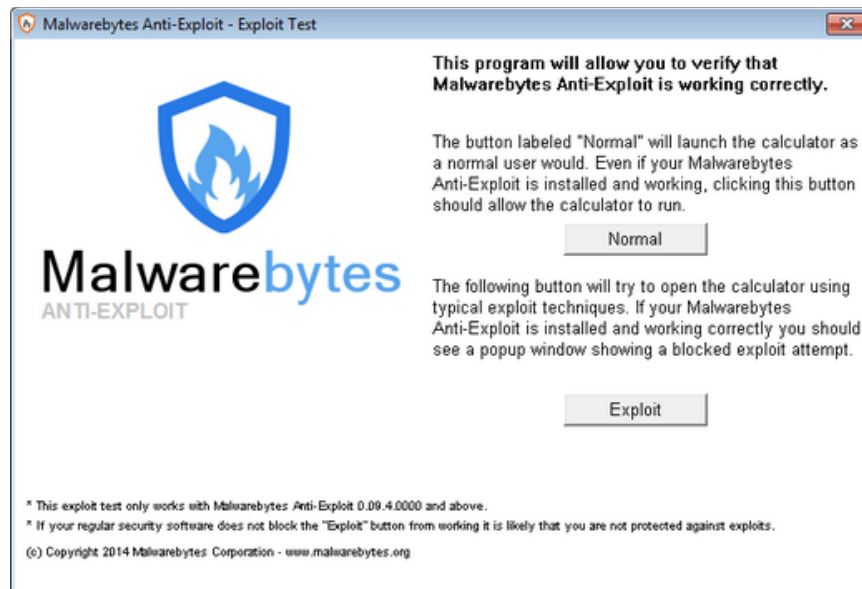 Malwarebytes Anti-Exploit - Exploit Test
This program will allow you to verify that
Malwarebytes Anti-Exploit is working correctly.
The button labeled "Normal" will launch the calculator as
a normal user would. Even if your Malwarebytes
Anti-Exploit is installed and working, clicking this button
should allow the calculator to run.
Normal
Malwarebytes
ANTI-EXPLOIT
The following button will try to open the calculator using
typical exploit techniques. If your Malwarebytes
Anti-Exploit is installed and working correctly you should
see a popup window showing a blocked exploit attempt.
Exploit
* This exploit test only works with Malwarebytes Anti-Exploit 0.09.4.0000 and above.
* If your regular security software does not block the "Exploit" button from working it is likely that you are not protected against exploits.
(c) Copyright 2014 Malwarebytes Corporation - www.malwarebytes.org